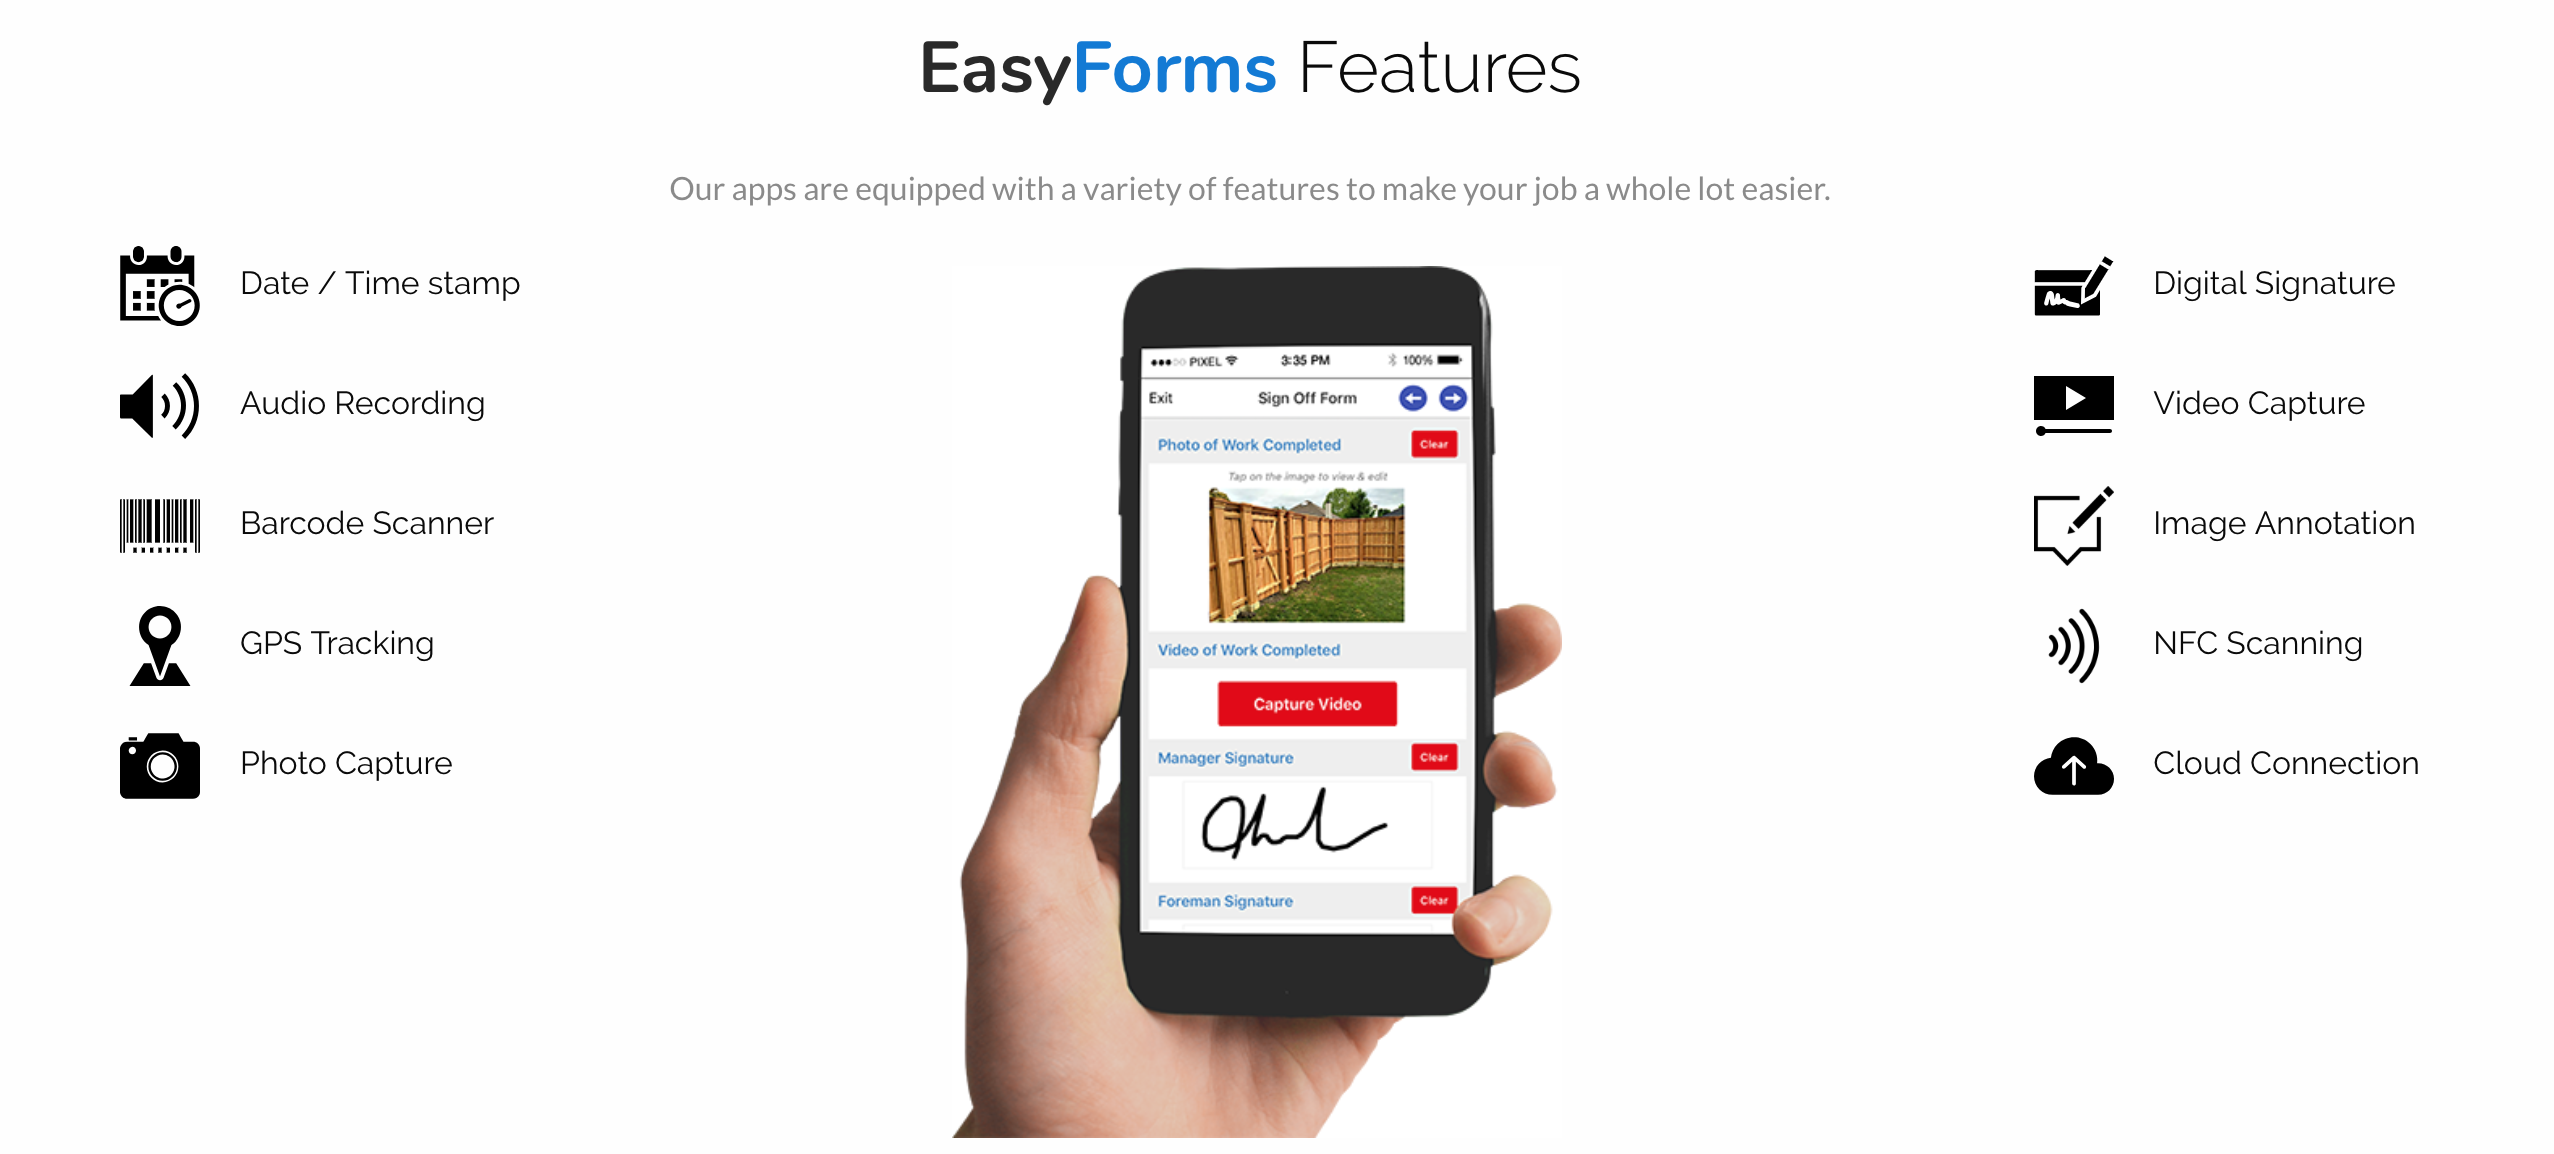 EasyForms Features
Our apps are equipped with a variety of features to make your job a whole lot easier.
Date / Time stamp
Audio Recording
Barcode Scanner
GPS Tracking
Photo Capture
PIXEL 3:35 PM 100%
Exit Sign Off Form
Photo of Work Completed Clear
Tap on the image to view & edit
Video of Work Completed
Capture Video
Manager Signature Clear
Foreman Signature Clear
Digital Signature
Video Capture
Image Annotation
NFC Scanning
Cloud Connection